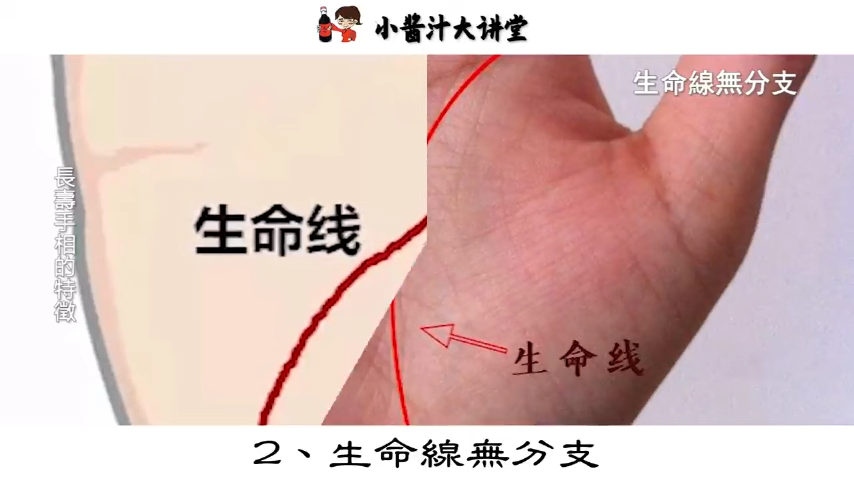 小酱汁大讲堂
生命線無分支
長壽手相的特徵
生命线
生命线
2、生命線無分支